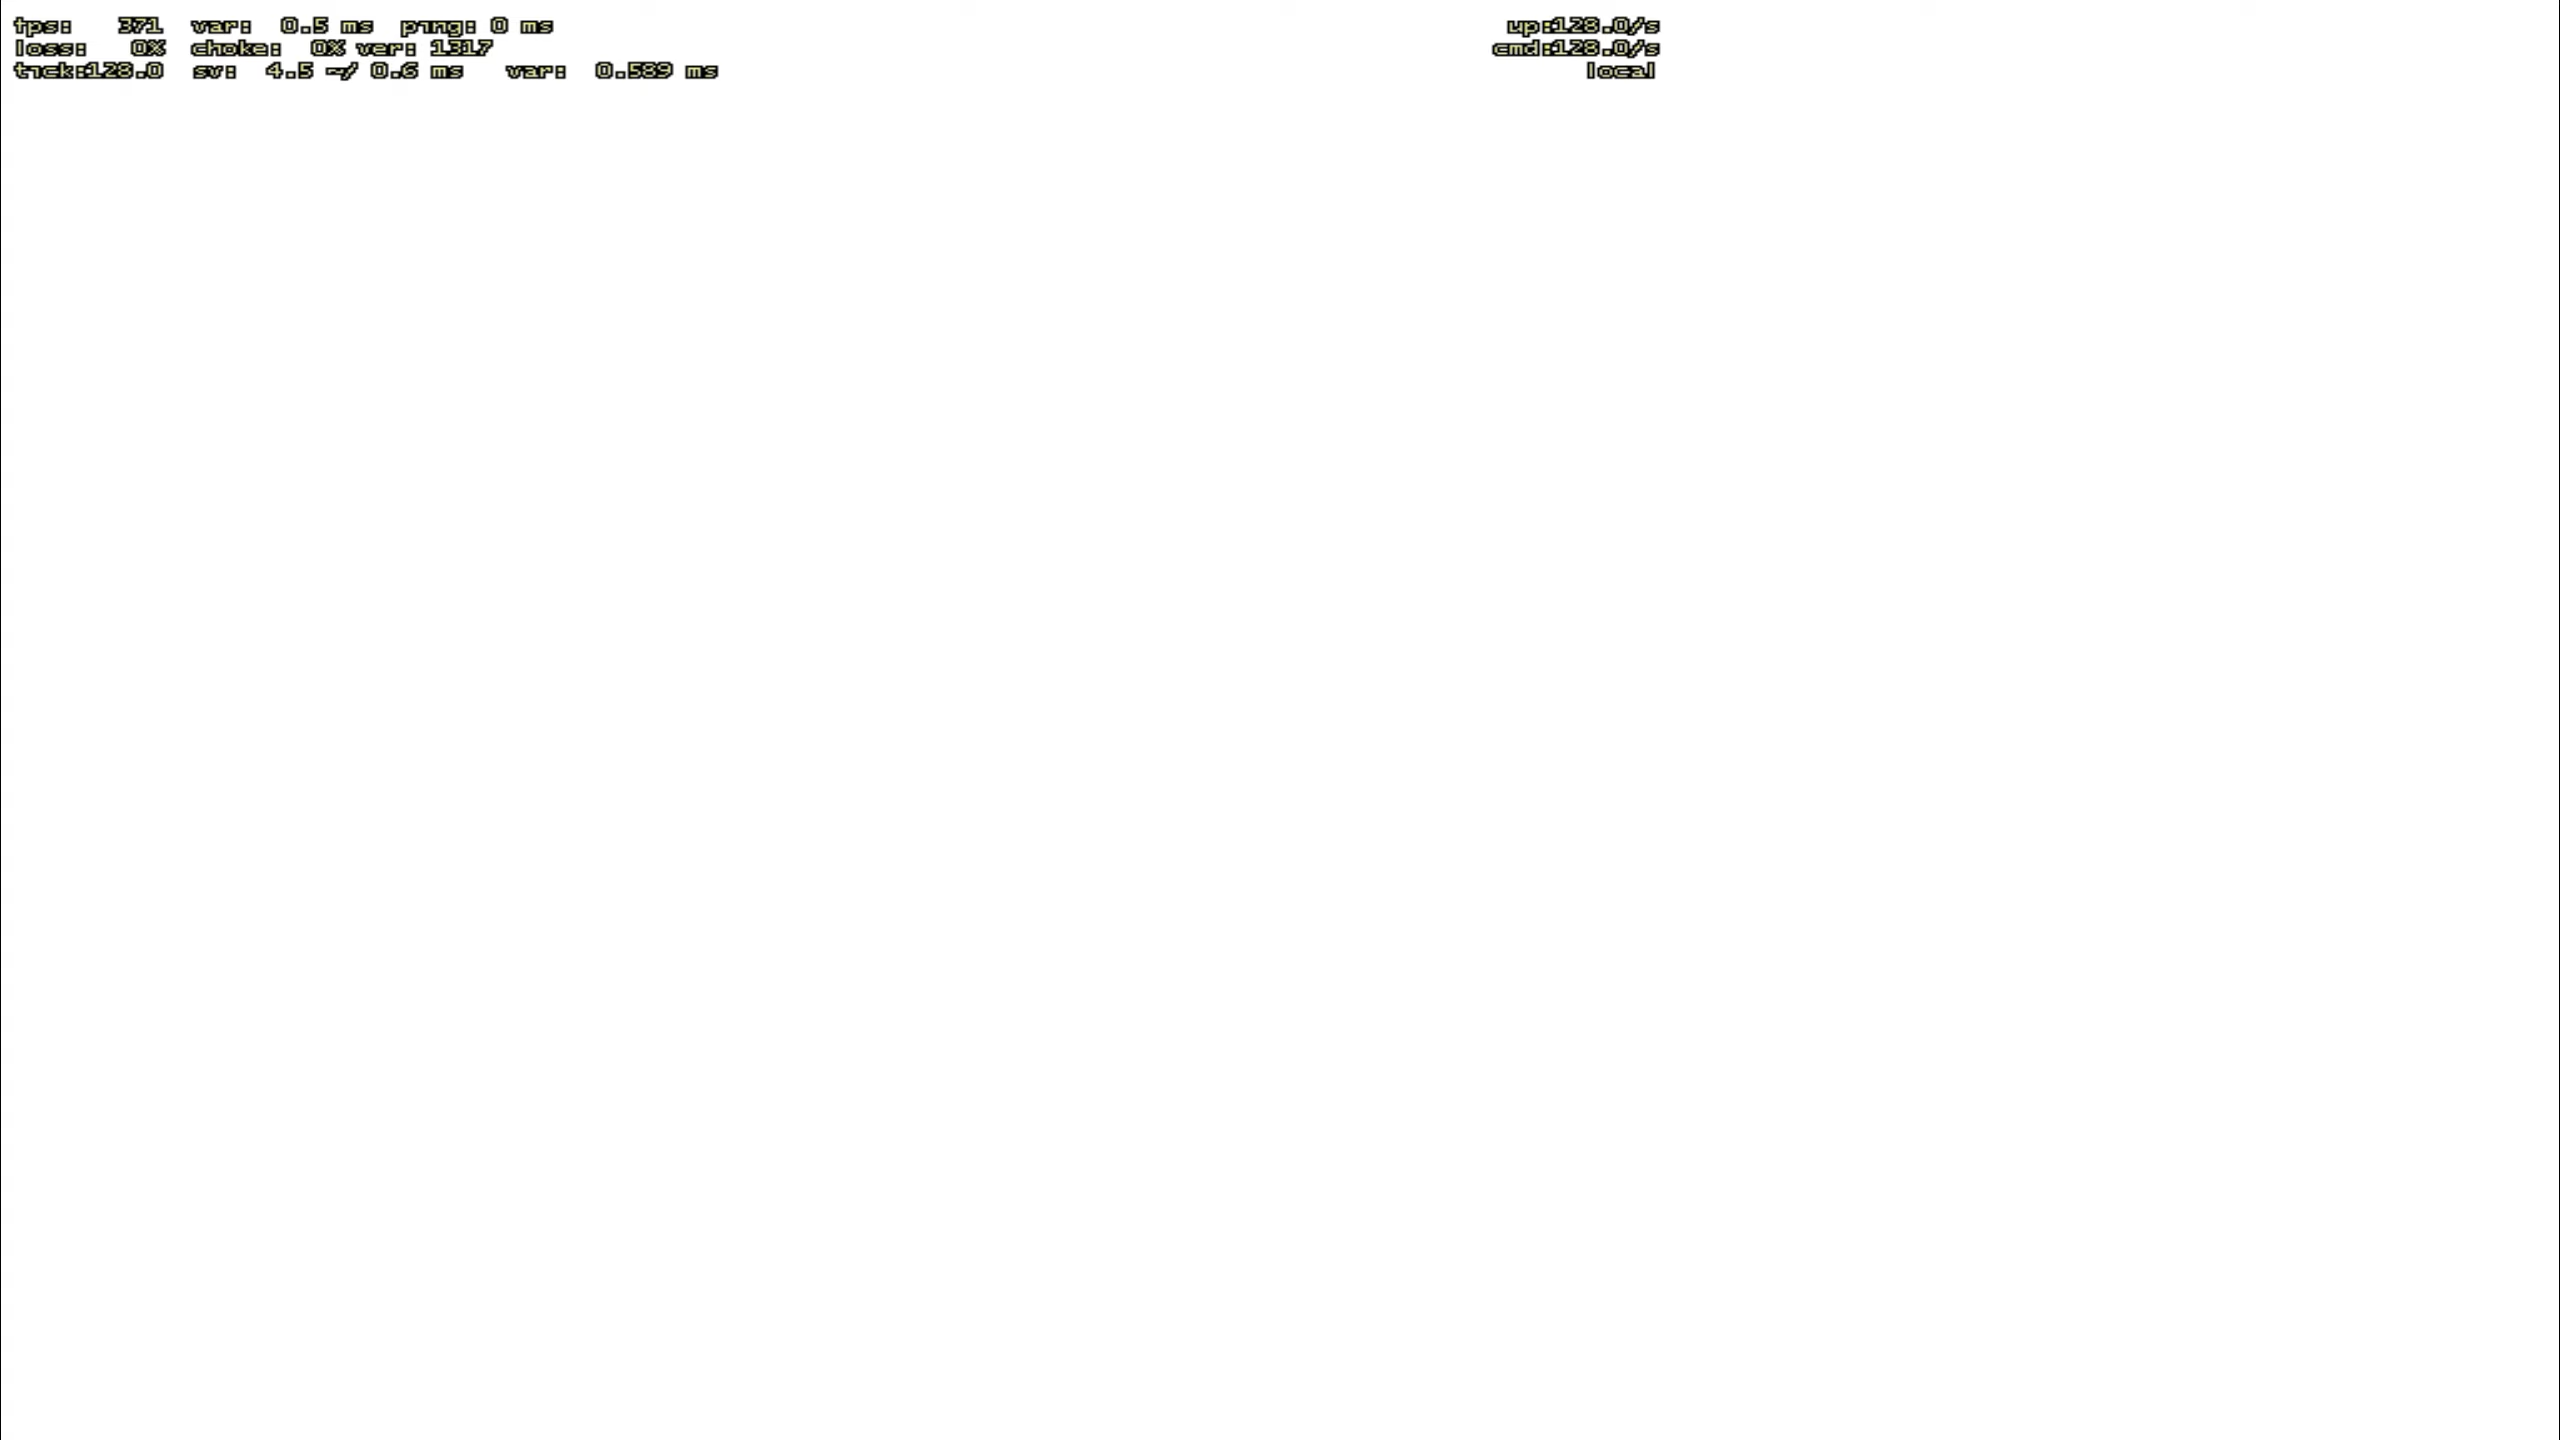 fps: 371 var: 0.5 ms ping: 0 ms up:128.0/s
loss: 0% choke: 0% ver: 1317 cmd:128.0/s
tick:128.0 sv: 4.5 ~/ 0.6 ms var: 0.589 ms local